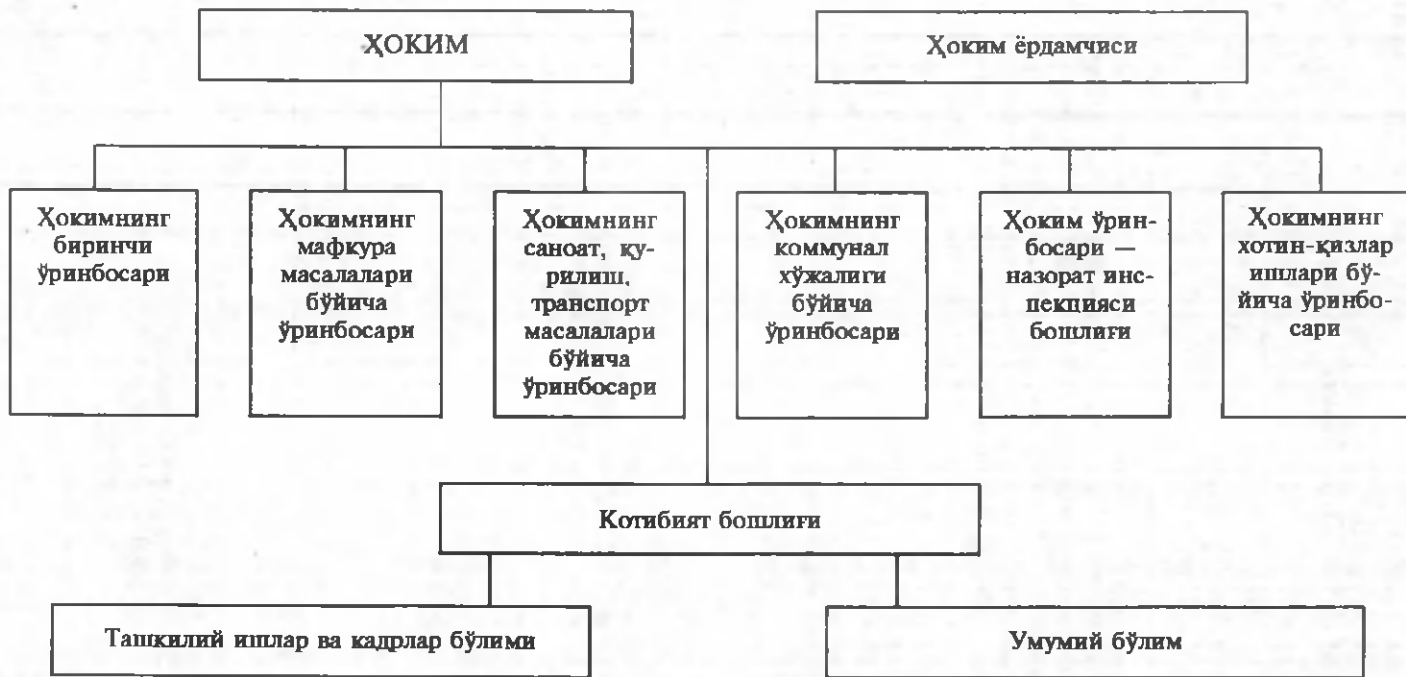 ҲОКИМ
Ҳоким ёрдамчиси
Ҳокимнинг
биринчи
ўринбосари
Ҳокимнинг
мафкура
масалалари
бўйича
ўринбосари
Ҳокимнинг
саноат, қу-
рилиш,
транспорт
масалалари
бўйича
ўринбосари
Ҳокимнинг
коммунал
хўжалиги
бўйича
ўринбосари
Ҳоким ўрин-
босари —
назорат инс-
пекцияси
бошлиғи
Ҳокимнинг
хотин-қизлар
ишлари бў-
йича ўринбо-
сари
Котибият бошлиғи
Ташкилий ишлар ва кадрлар бўлими
Умумий бўлим